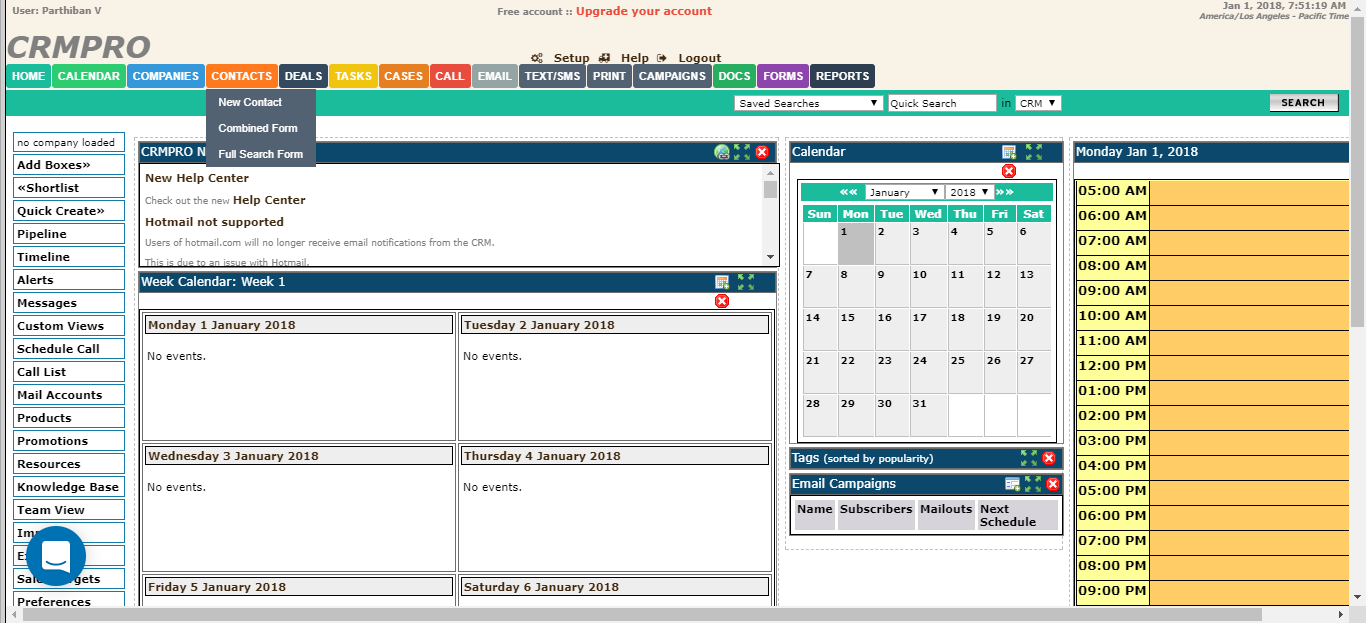 User: Parthiban V
Free account :: Upgrade your account
Jan 1, 2018, 7:51:19 AM
America/Los Angeles - Pacific Time
CRMPRO
Setup Help Logout
HOME CALENDAR COMPANIES CONTACTS DEALS TASKS CASES CALL EMAIL TEXT/SMS PRINT CAMPAIGNS DOCS FORMS REPORTS
New Contact
Combined Form
Full Search Form
Saved Searches Quick Search in CRM SEARCH
no company loaded
Add Boxes»
«Shortlist
Quick Create»
Pipeline
Timeline
Alerts
Messages
Custom Views
Schedule Call
Call List
Mail Accounts
Products
Promotions
Resources
Knowledge Base
Team View
Preferences
CRMPRO N
New Help Center
Check out the new Help Center
Hotmail not supported
Users of hotmail.com will no longer receive email notifications from the CRM.
This is due to an issue with Hotmail.
Week Calendar: Week 1
Monday 1 January 2018 Tuesday 2 January 2018
No events. No events.
Wednesday 3 January 2018 Thursday 4 January 2018
No events. No events.
Friday 5 January 2018 Saturday 6 January 2018
Calendar
«« January 2018 »»
Sun Mon Tue Wed Thu Fri Sat
1 2 3 4 5 6
7 8 9 10 11 12 13
14 15 16 17 18 19 20
21 22 23 24 25 26 27
28 29 30 31
Tags (sorted by popularity)
Email Campaigns
Name Subscribers Mailouts Next
Schedule
Monday Jan 1, 2018
05:00 AM
06:00 AM
07:00 AM
08:00 AM
09:00 AM
10:00 AM
11:00 AM
12:00 PM
01:00 PM
02:00 PM
03:00 PM
04:00 PM
05:00 PM
06:00 PM
07:00 PM
08:00 PM
09:00 PM